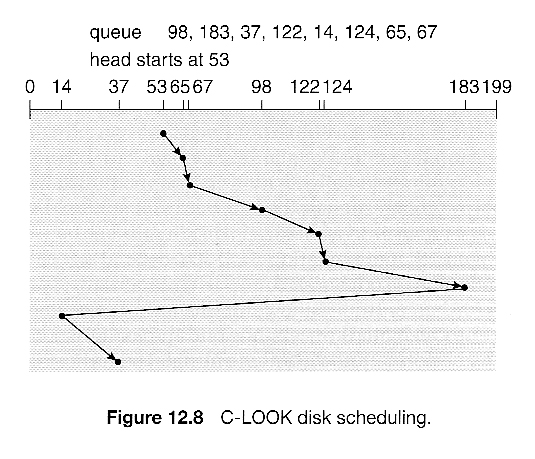 queue 98, 183, 37, 122, 14, 124, 65, 67
head starts at 53
0 14 37 53 65 67 98 122 124 183 199
Figure 12.8 C-LOOK disk scheduling.